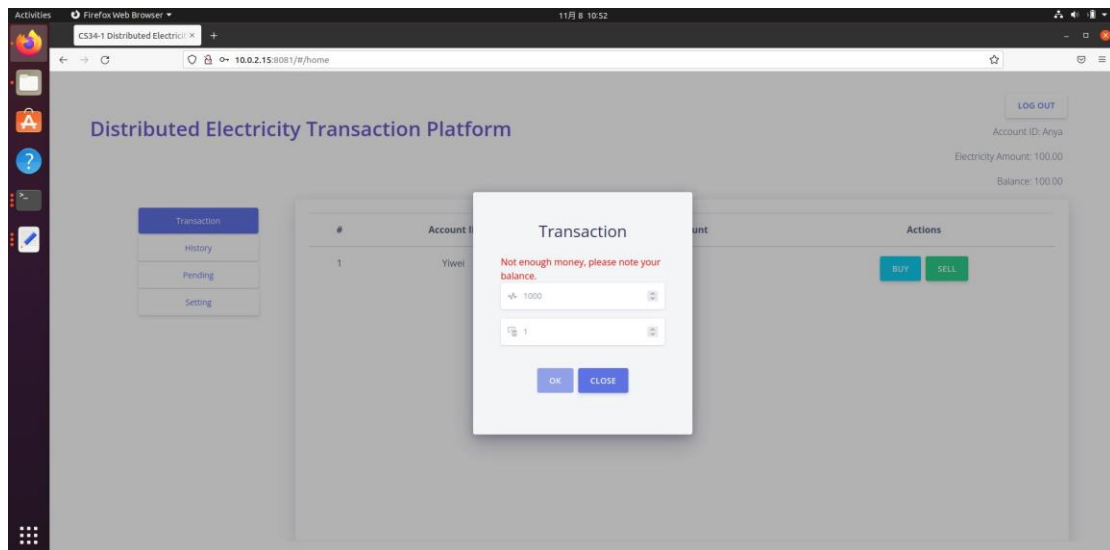 Activities
Firefox Web Browser
11月 8 10:52
CS34-1 Distributed Electricit
10.0.2.15:8081/#/home
LOG OUT
Distributed Electricity Transaction Platform
Account ID: Anya
Electricity Amount: 100.00
Balance: 100.00
Transaction
History
Pending
Setting
# Account I unt Actions
1 Yiwei BUY SELL
Transaction
Not enough money, please note your
balance.
1000
1
OK CLOSE